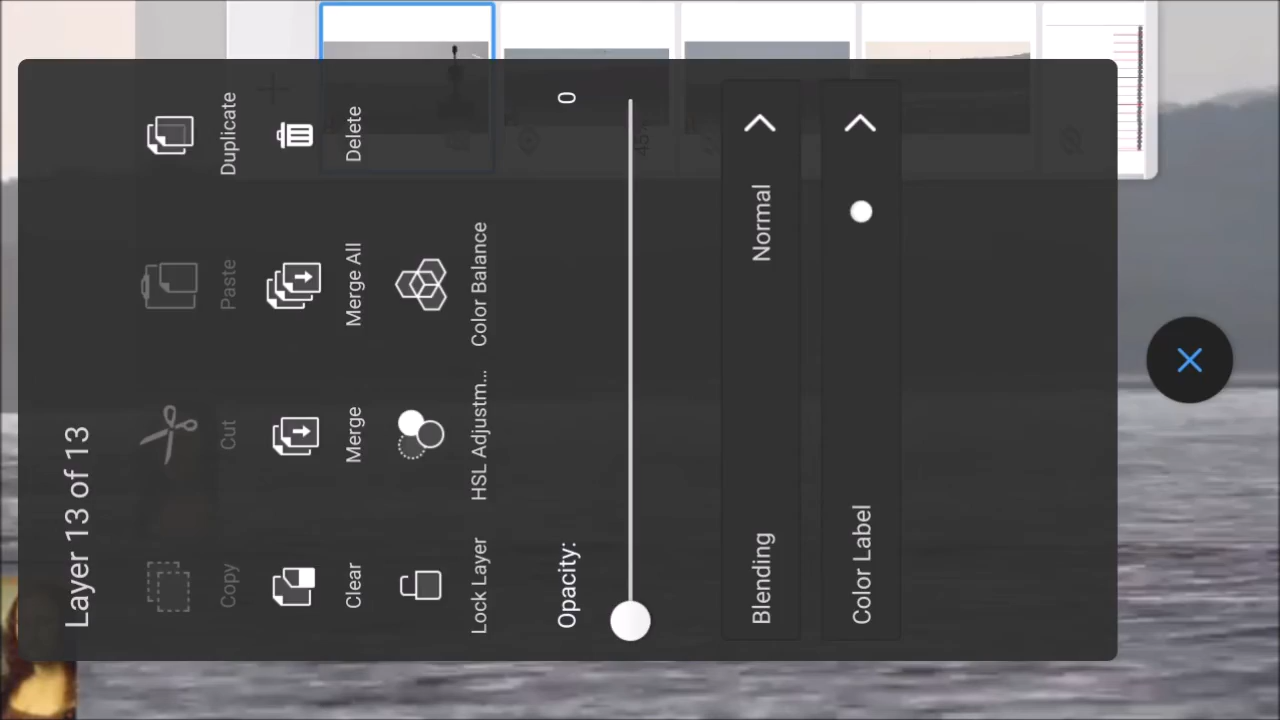 Layer 13 of 13
Copy
Cut
Paste
Duplicate
Clear
Merge
Merge All
Delete
Lock Layer
HSL Adjustm...
Color Balance
Opacity:
0
Blending
Normal
Color Label
45